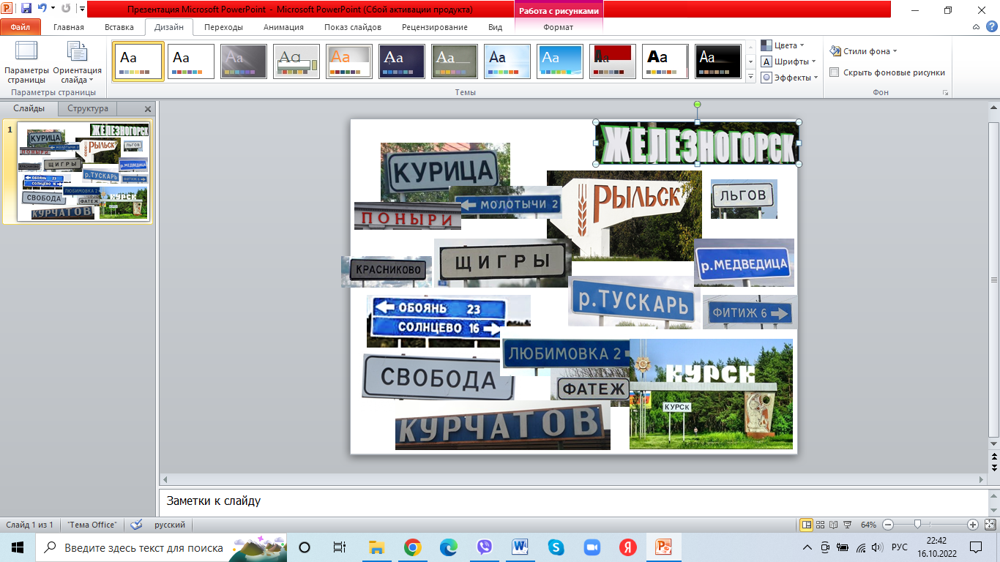 Презентация Microsoft PowerPoint - Microsoft PowerPoint (Сбой активации продукта)
Работа с рисунками
Файл
Главная
Вставка
Дизайн
Переходы
Анимация
Показ слайдов
Рецензирование
Вид
Формат
Параметры страницы
Ориентация слайда
Параметры страницы
Aa
Aa
Aa
Aa
Aa
Aa
Aa
Aa
Aa
Aa
Aa
Aa
Темы
Цвета
Шрифты
Эффекты
Стили фона
Скрыть фоновые рисунки
Фон
Слайды
Структура
1
ЖЕЛЕЗНОГОРСК
КУРИЦА
МОЛОТЫЧИ 2
ПОНЫРИ
РЫЛЬСК
ЛЬГОВ
ЩИГРЫ
КРАСНИКОВО
р.МЕДВЕДИЦА
р.ТУСКАРЬ
ФИТИЖ 6
ОБОЯНЬ 23
СОЛНЦЕВО 16
ЛЮБИМОВКА 2
СВОБОДА
ФАТЕЖ
КУРСК
КУРСК
КУРЧАТОВ
Заметки к слайду
Слайд 1 из 1
"Тема Office"
русский
64%
Введите здесь текст для поиска
РУС
22:42
16.10.2022